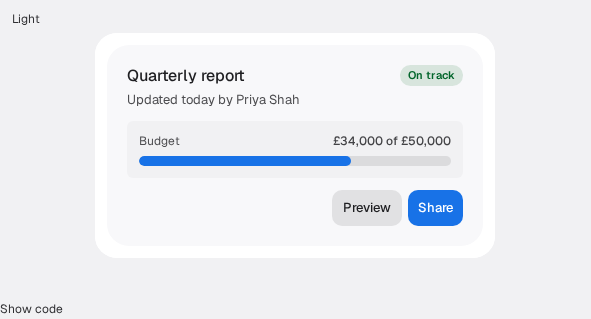 Light
Quarterly report
On track
Updated today by Priya Shah
Budget
£34,000 of £50,000
Preview
Share
Show code